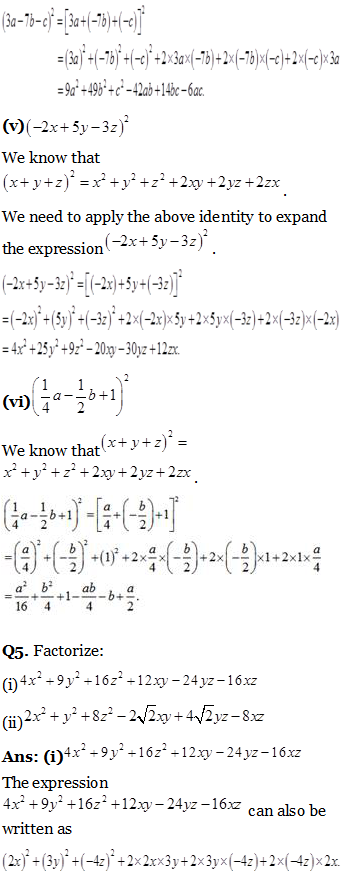 (3a−7b−c)² = [3a+(−7b)+(−c)]²
=(3a)²+(−7b)²+(−c)²+2×3a×(−7b)+2×(−7b)×(−c)+2×(−c)×3a
=9a²+49b²+c²−42ab+14bc−6ac.
(v) (−2x+5y−3z)²
We know that
(x+y+z)² = x²+y²+z²+2xy+2yz+2zx .
We need to apply the above identity to expand
the expression (−2x+5y−3z)² .
(−2x+5y−3z)² = [(−2x)+5y+(−3z)]²
=(−2x)²+(5y)²+(−3z)²+2×(−2x)×5y+2×5y×(−3z)+2×(−3z)×(−2x)
=4x²+25y²+9z²−20xy−30yz+12zx.
(vi) (1/4 a − 1/2 b + 1)²
We know that (x+y+z)² =
x²+y²+z²+2xy+2yz+2zx .
(1/4 a − 1/2 b + 1)² = [a/4 + (−b/2) + 1]²
=(a/4)²+(−b/2)²+(1)²+2×a/4×(−b/2)+2×(−b/2)×1+2×1×a/4
=a²/16+b²/4+1−ab/4−b+a/2.
Q5. Factorize:
(i) 4x²+9y²+16z²+12xy−24yz−16xz
(ii) 2x²+y²+8z²−2√2xy+4√2yz−8xz
Ans: (i) 4x²+9y²+16z²+12xy−24yz−16xz
The expression
4x²+9y²+16z²+12xy−24yz−16xz can also be
written as
(2x)²+(3y)²+(−4z)²+2×2x×3y+2×3y×(−4z)+2×(−4z)×2x.